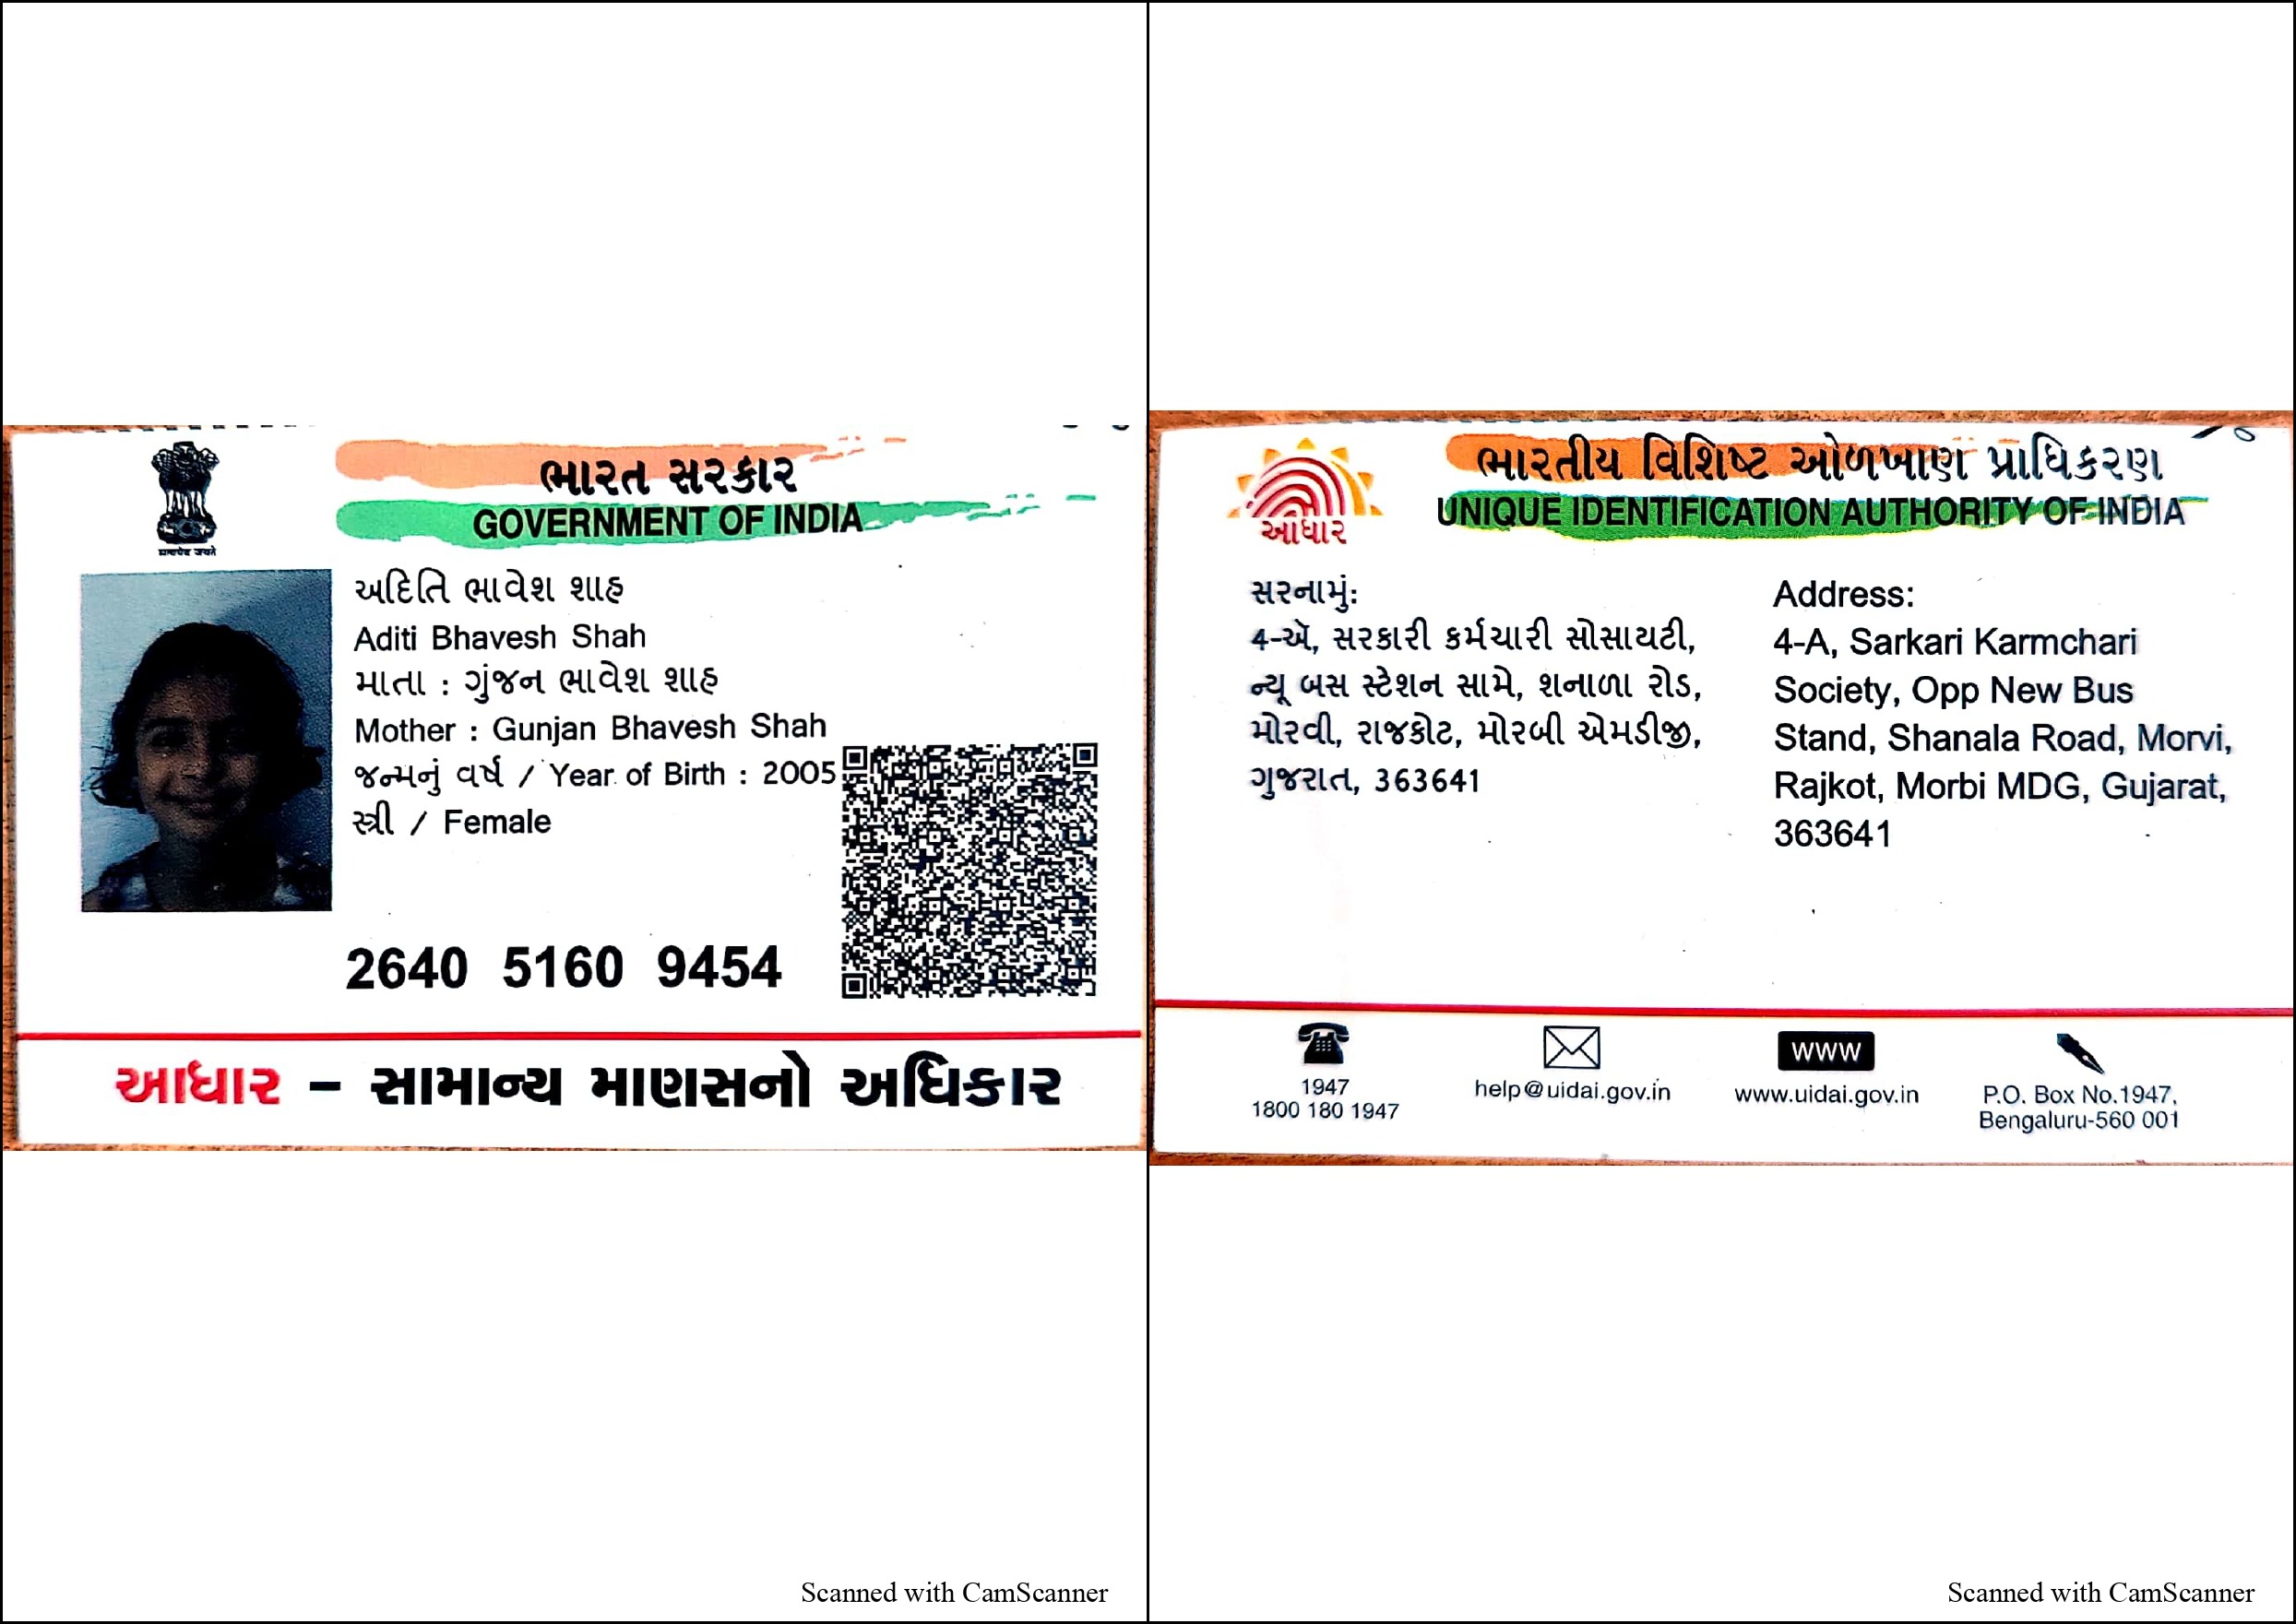 सत्यमेव जयते
ભારત સરકાર
GOVERNMENT OF INDIA
અદિતિ ભાવેશ શાહ
Aditi Bhavesh Shah
માતા : ગુંજન ભાવેશ શાહ
Mother : Gunjan Bhavesh Shah
જન્મનું વર્ષ / Year of Birth : 2005
સ્ત્રી / Female
2640 5160 9454
આધાર – સામાન્ય માણસનો અધિકાર
Scanned with CamScanner
આધાર
ભારતીય વિશિષ્ટ ઓળખાણ પ્રાધિકરણ
UNIQUE IDENTIFICATION AUTHORITY OF INDIA
સરનામું:
4-એ, સરકારી કર્મચારી સોસાયટી,
ન્યૂ બસ સ્ટેશન સામે, શનાળા રોડ,
મોરવી, રાજકોટ, મોરબી એમડીજી,
ગુજરાત, 363641
Address:
4-A, Sarkari Karmchari
Society, Opp New Bus
Stand, Shanala Road, Morvi,
Rajkot, Morbi MDG, Gujarat,
363641
1947
1800 180 1947
help@uidai.gov.in
www
www.uidai.gov.in
P.O. Box No.1947,
Bengaluru-560 001
Scanned with CamScanner